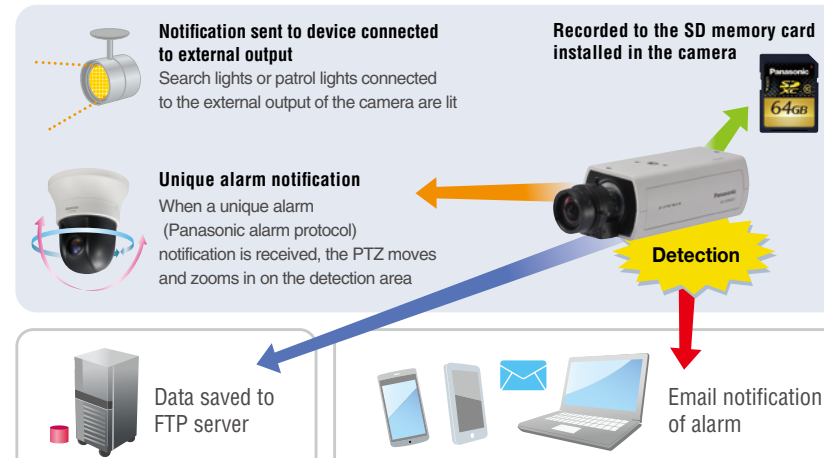 Notification sent to device connected
to external output
Search lights or patrol lights connected
to the external output of the camera are lit
Recorded to the SD memory card
installed in the camera
Panasonic
SD
XC
64GB
Unique alarm notification
When a unique alarm
(Panasonic alarm protocol)
notification is received, the PTZ moves
and zooms in on the detection area
Panasonic
Detection
Data saved to
FTP server
Email notification
of alarm